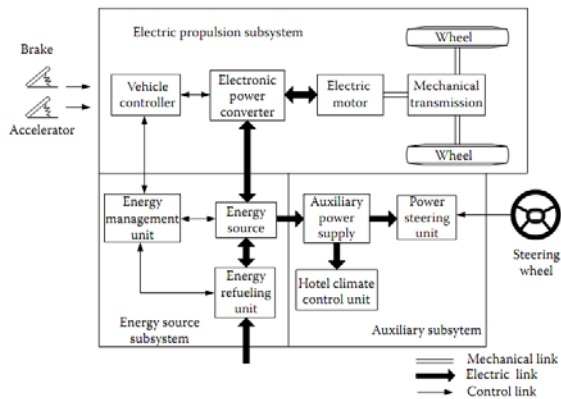 Electric propulsion subsystem
Brake
Accelerator
Vehicle
controller
Electronic
power
converter
Electric
motor
Mechanical
transmission
Wheel
Wheel
Energy
management
unit
Energy
source
Auxiliary
power
supply
Power
steering
unit
Steering
wheel
Energy
refueling
unit
Hotel climate
control unit
Energy source
subsystem
Auxiliary subsytem
Mechanical link
Electric link
Control link